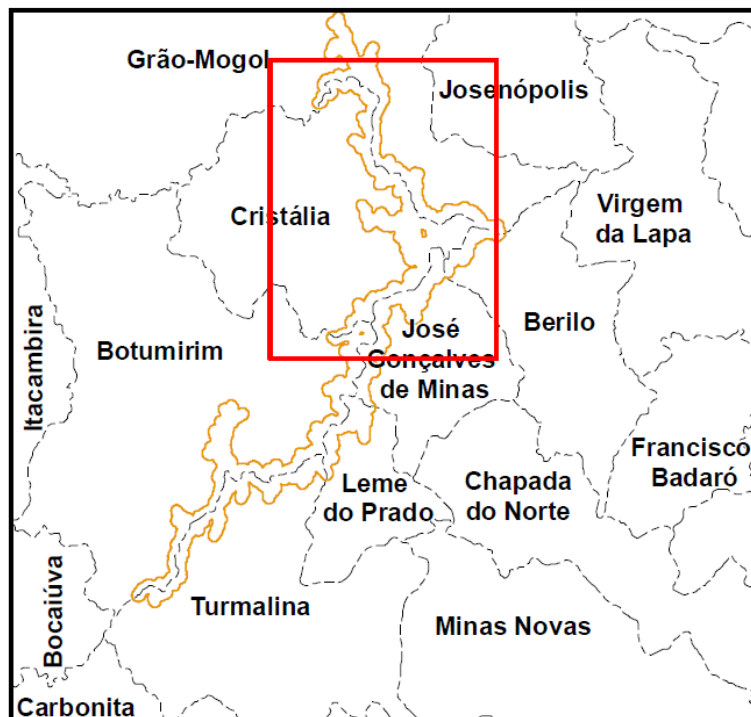 Grão-Mogol
Josenópolis
Cristália
Virgem
da Lapa
Itacambira
Botumirim
José
Gonçalves
de Minas
Berilo
Leme
do Prado
Chapada
do Norte
Francisco
Badaró
Bocaiúva
Turmalina
Minas Novas
Carbonita